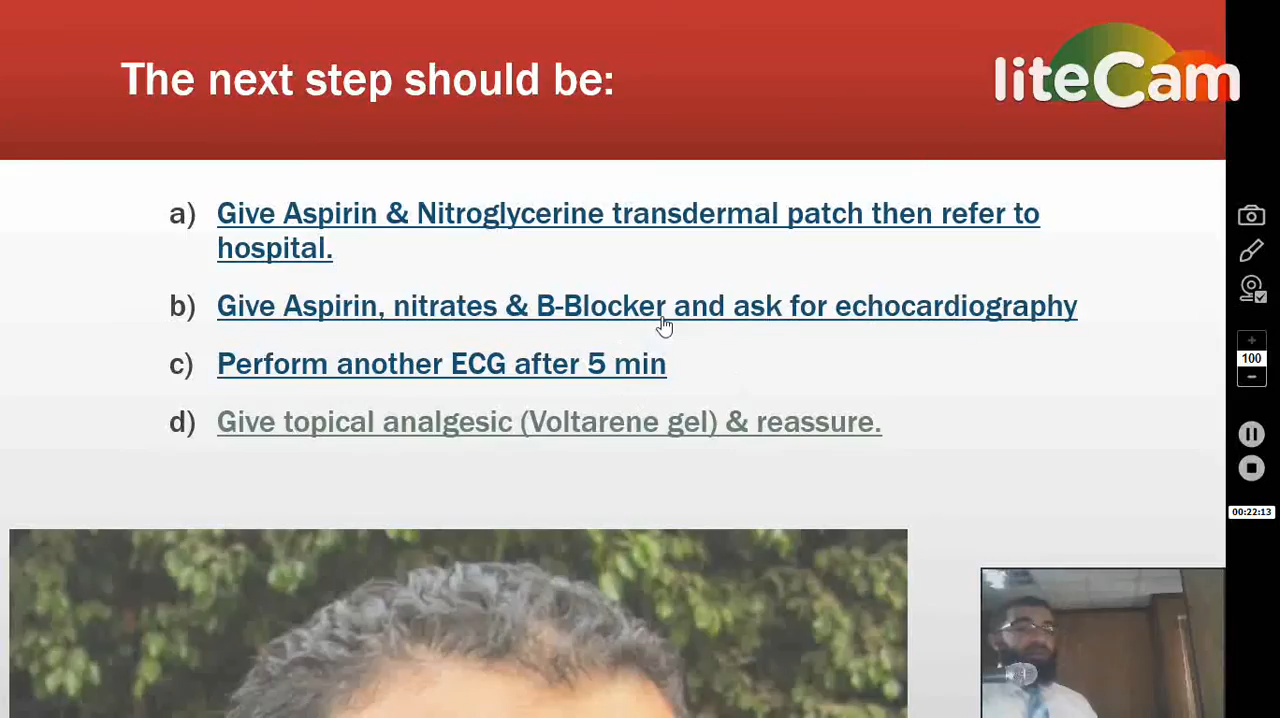 The next step should be:
liteCam
a) Give Aspirin & Nitroglycerine transdermal patch then refer to
hospital.
b) Give Aspirin, nitrates & B-Blocker and ask for echocardiography
c) Perform another ECG after 5 min
d) Give topical analgesic (Voltarene gel) & reassure.
100
00:22:13